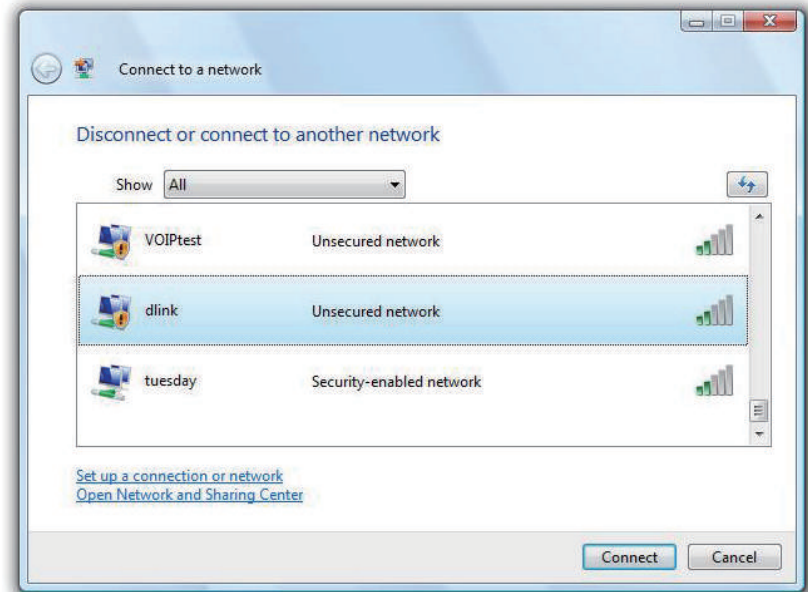 Connect to a network
Disconnect or connect to another network
Show All
VOIPtest Unsecured network
dlink Unsecured network
tuesday Security-enabled network
Set up a connection or network
Open Network and Sharing Center
Connect Cancel